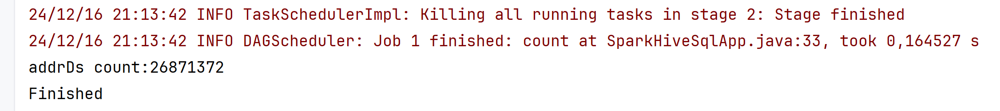 24/12/16 21:13:42 INFO TaskSchedulerImpl: Killing all running tasks in stage 2: Stage finished
24/12/16 21:13:42 INFO DAGScheduler: Job 1 finished: count at SparkHiveSqlApp.java:33, took 0,164527 s
addrDs count:26871372
Finished